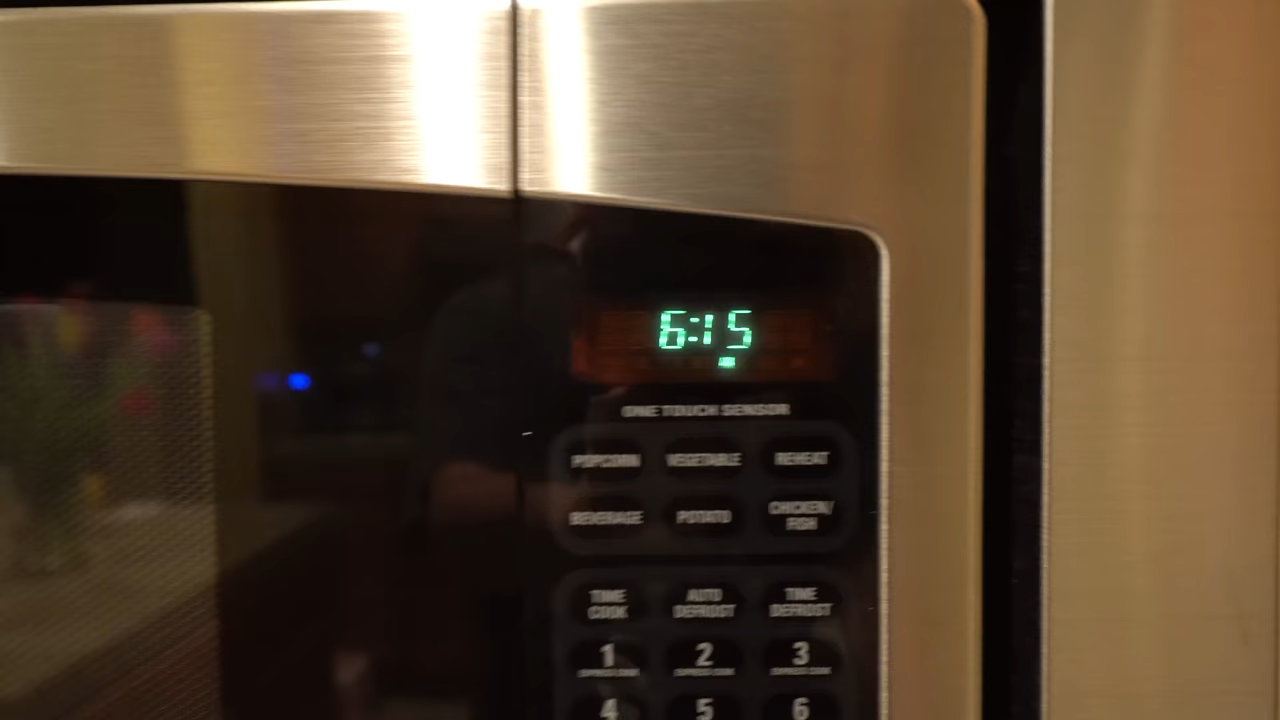 6:15
ONE TOUCH SENSOR
POPCORN VEGETABLE REHEAT
BEVERAGE POTATO CHICKEN/
FISH
TIME AUTO TIME
COOK DEFROST DEFROST
1 2 3
4 5 6